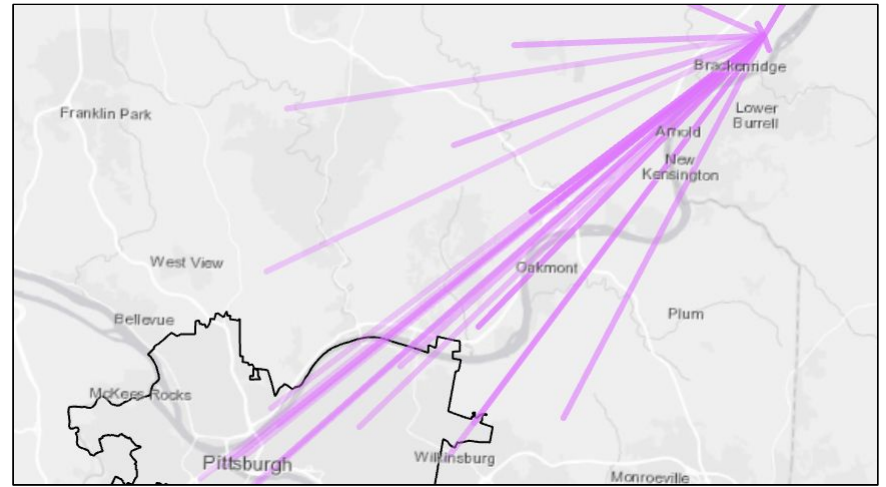 Brackenridge
Franklin Park
Lower
Burrell
Arnold
New
Kensington
West View
Oakmont
Plum
Bellevue
McKees Rocks
Pittsburgh
Wilkinsburg
Monroeville